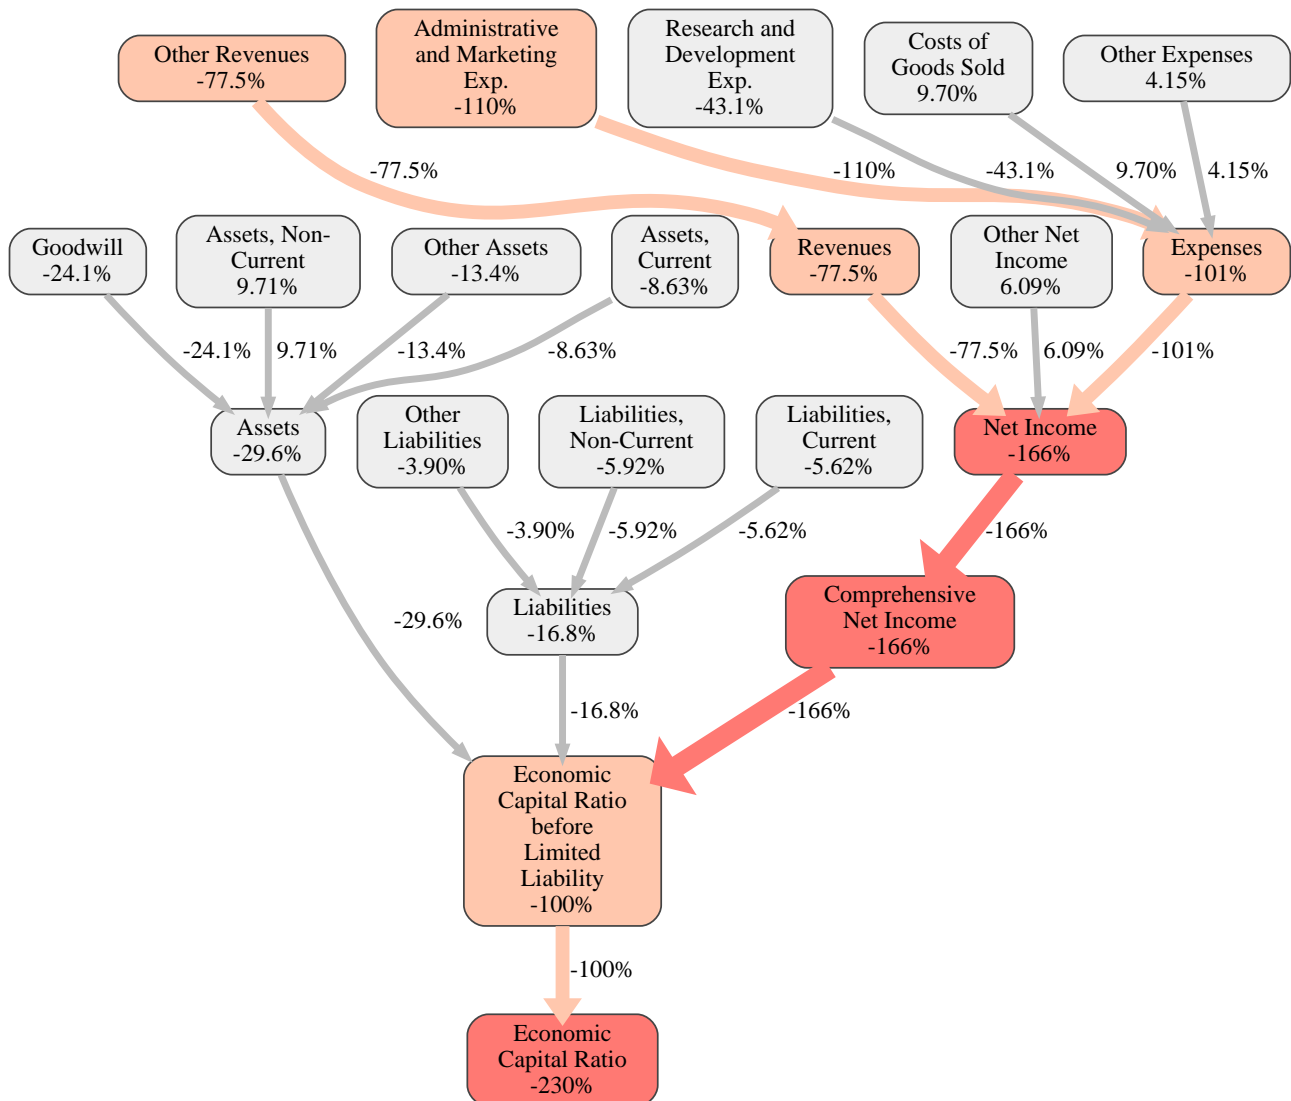 Other Revenues
-77.5%
Administrative
and Marketing
Exp.
-110%
Research and
Development
Exp.
-43.1%
Costs of
Goods Sold
9.70%
Other Expenses
4.15%
-77.5%
-110%
-43.1%
9.70%
4.15%
Goodwill
-24.1%
Assets, Non-
Current
9.71%
Other Assets
-13.4%
Assets,
Current
-8.63%
Revenues
-77.5%
Other Net
Income
6.09%
Expenses
-101%
-24.1%
9.71%
-13.4%
-8.63%
-77.5%
6.09%
-101%
Assets
-29.6%
Other
Liabilities
-3.90%
Liabilities,
Non-Current
-5.92%
Liabilities,
Current
-5.62%
Net Income
-166%
-3.90%
-5.92%
-5.62%
-166%
-29.6%
Liabilities
-16.8%
Comprehensive
Net Income
-166%
-16.8%
-166%
Economic
Capital Ratio
before
Limited
Liability
-100%
-100%
Economic
Capital Ratio
-230%